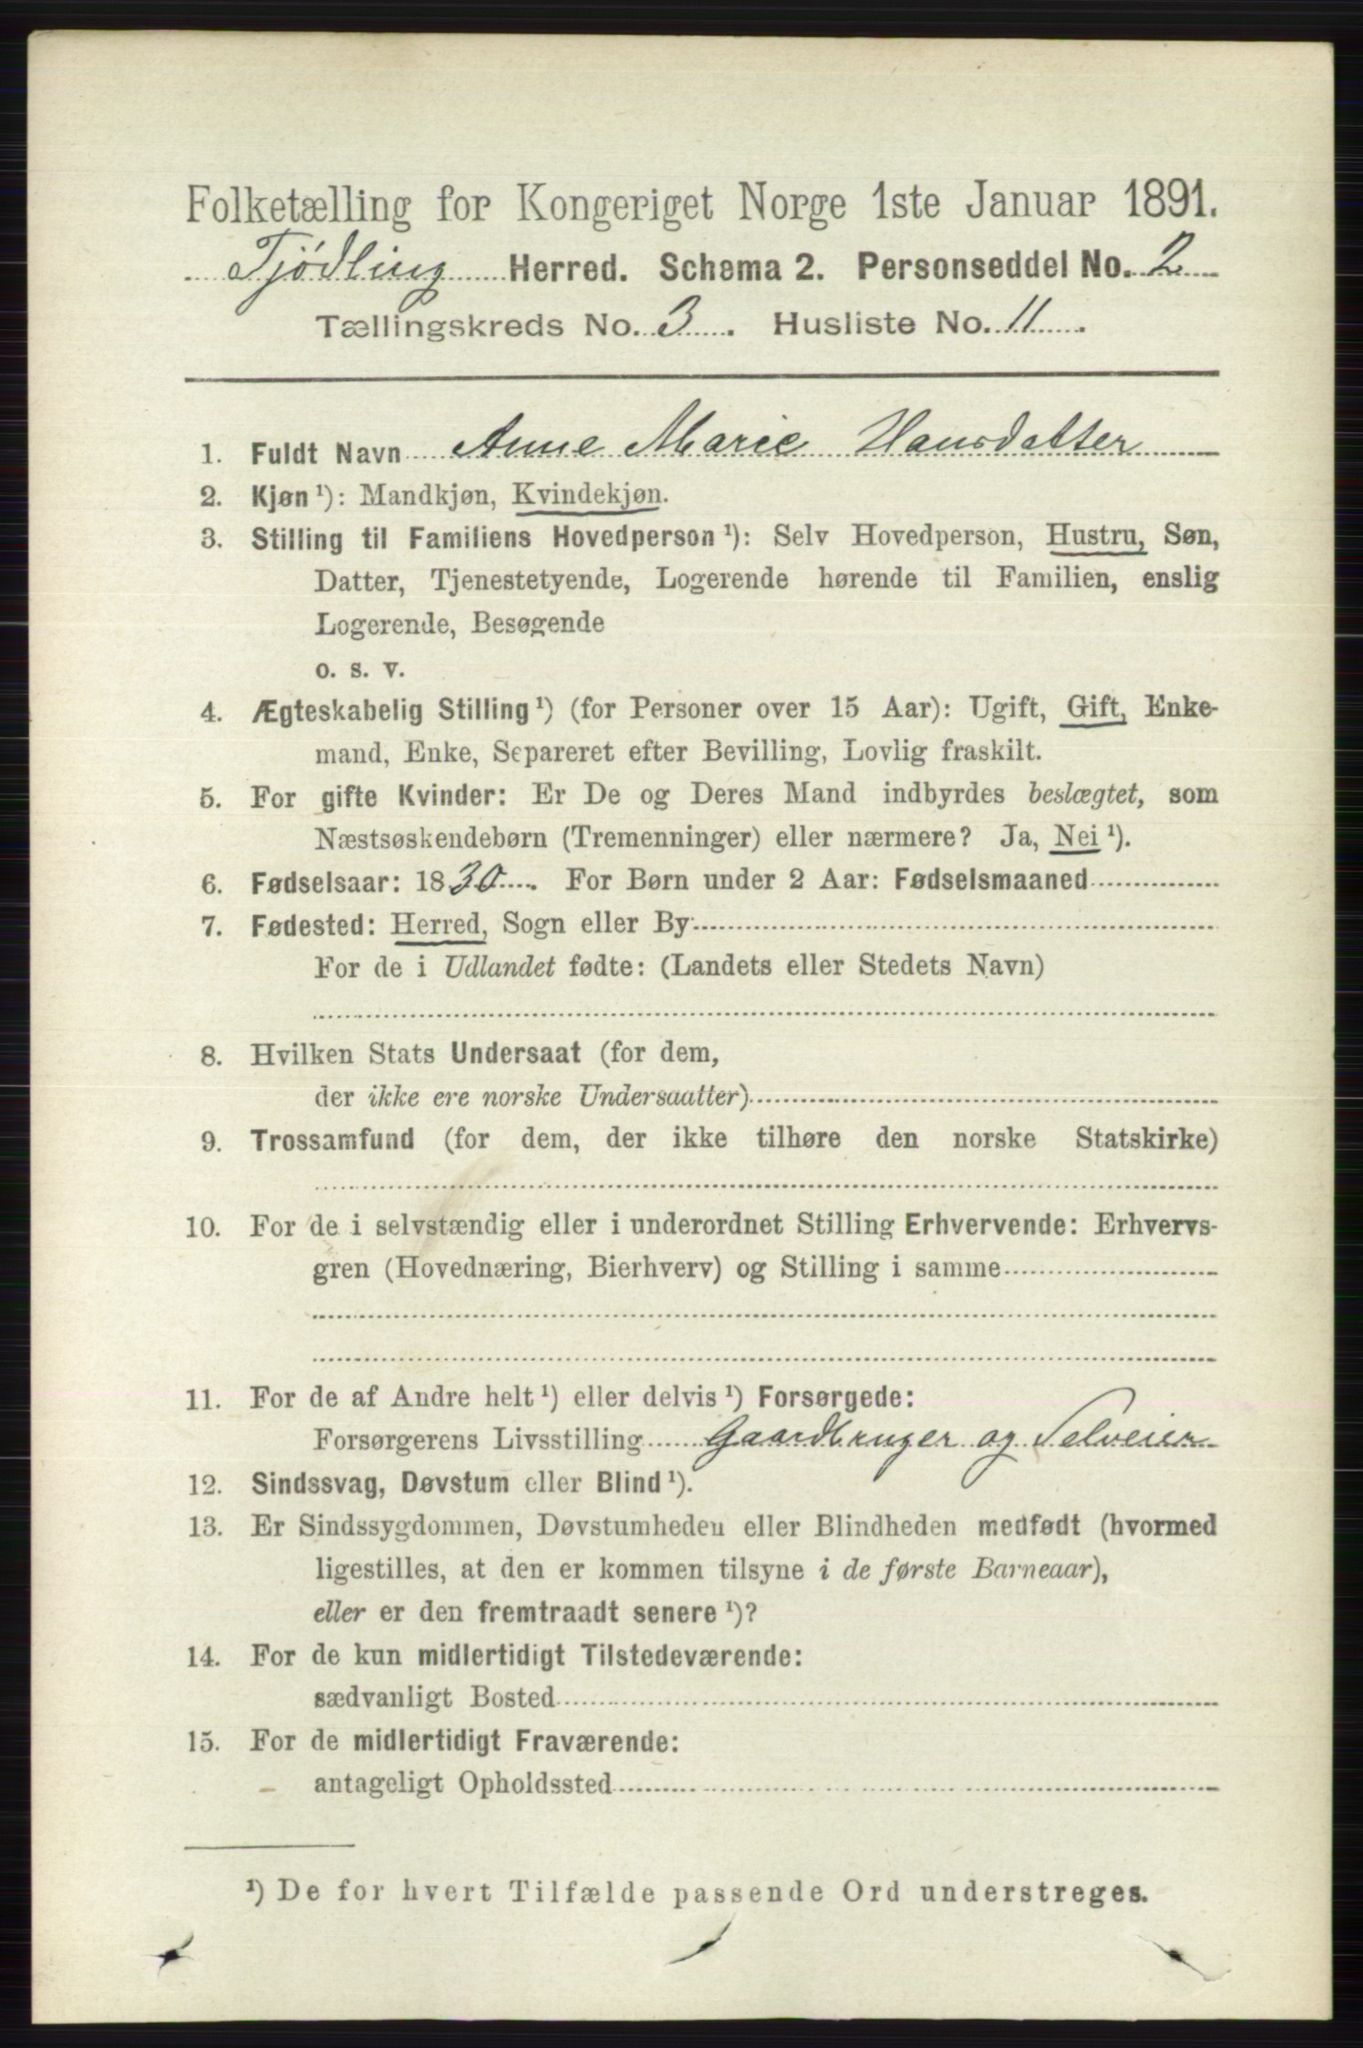 Folketælling for Kongeriget Norge 1ste Januar 1891.
Tjødling Herred. Schema 2. Personseddel No. 2
Tællingskreds No. 3. Husliste No. 11.
1. Fuldt Navn Anne Marie Hansdatter
2. Kjøn ¹): Mandkjøn, Kvindekjøn.
3. Stilling til Familiens Hovedperson ¹): Selv Hovedperson, Hustru, Søn,
Datter, Tjenestetyende, Logerende hørende til Familien, enslig
Logerende, Besøgende
o. s. v.
4. Ægteskabelig Stilling ¹) (for Personer over 15 Aar): Ugift, Gift, Enke-
mand, Enke, Separeret efter Bevilling, Lovlig fraskilt.
5. For gifte Kvinder: Er De og Deres Mand indbyrdes beslægtet, som
Næstsøskendebørn (Tremenninger) eller nærmere? Ja, Nei ¹).
6. Fødselsaar: 1830. For Børn under 2 Aar: Fødselsmaaned
7. Fødested: Herred, Sogn eller By
For de i Udlandet fødte: (Landets eller Stedets Navn)
8. Hvilken Stats Undersaat (for dem,
der ikke ere norske Undersaatter)
9. Trossamfund (for dem, der ikke tilhøre den norske Statskirke)
10. For de i selvstændig eller i underordnet Stilling Erhvervende: Erhvervs-
gren (Hovednæring, Bierhverv) og Stilling i samme
11. For de af Andre helt ¹) eller delvis ¹) Forsørgede:
Forsørgerens Livsstilling Gaardbruger og Selveier
12. Sindssvag, Døvstum eller Blind ¹).
13. Er Sindssygdommen, Døvstumheden eller Blindheden medfødt (hvormed
ligestilles, at den er kommen tilsyne i de første Barneaar),
eller er den fremtraadt senere ¹)?
14. For de kun midlertidigt Tilstedeværende:
sædvanligt Bosted
15. For de midlertidigt Fraværende:
antageligt Opholdssted
¹) De for hvert Tilfælde passende Ord understreges.